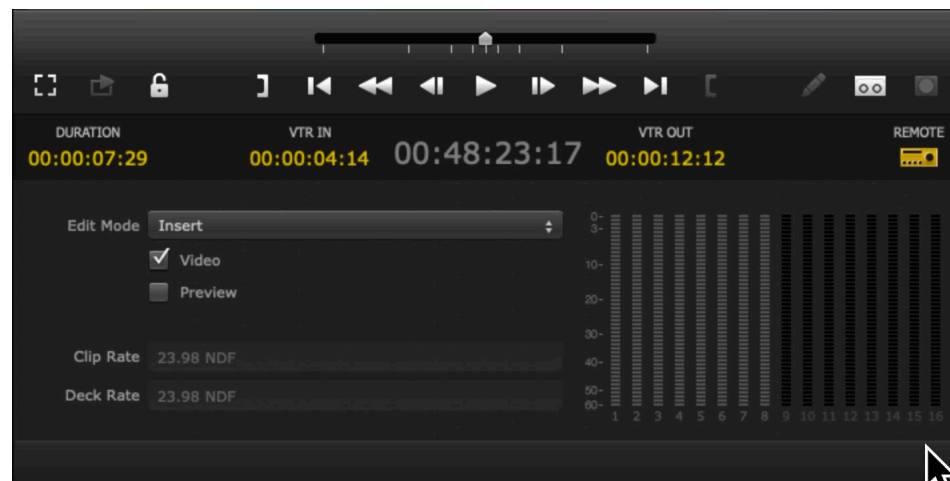 DURATION VTR IN VTR OUT REMOTE
00:00:07:29 00:00:04:14 00:48:23:17 00:00:12:12
Edit Mode Insert
Video
Preview
Clip Rate 23.98 NDF
Deck Rate 23.98 NDF
0-
3-
10-
20-
30-
40-
50-
60-
1 2 3 4 5 6 7 8 9 10 11 12 13 14 15 16